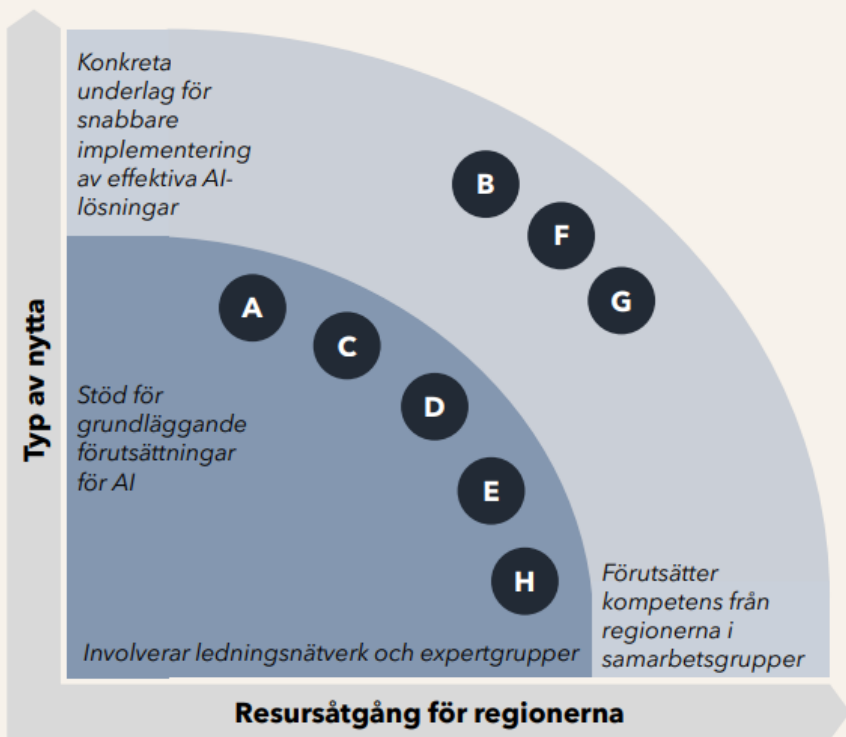 Konkreta
underlag för
snabbare
implementering
av effektiva AI-
lösningar
B
F
G
A
C
D
E
H
Stöd för
grundläggande
förutsättningar
för AI
Typ av nytta
Förutsätter
kompetens från
regionerna i
samarbetsgrupper
Involverar ledningsnätverk och expertgrupper
Resursåtgång för regionerna